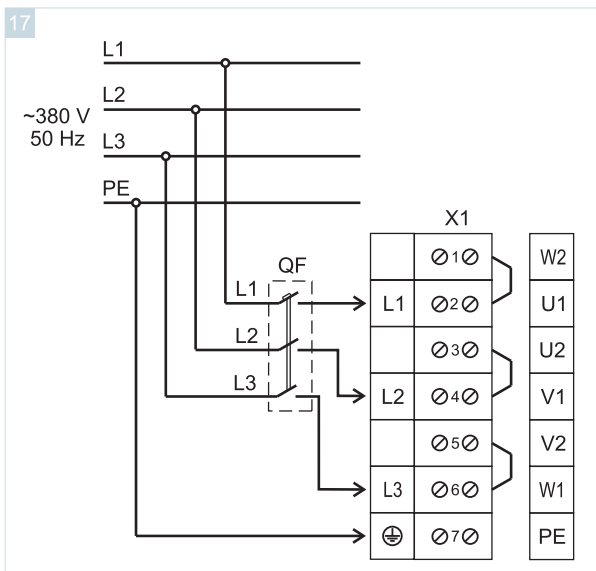 17
L1
L2
~380 V
50 Hz
L3
PE
X1
1 W2
QF
L1 L1 2 U1
L2 3 U2
L3 L2 4 V1
5 V2
L3 6 W1
7 PE